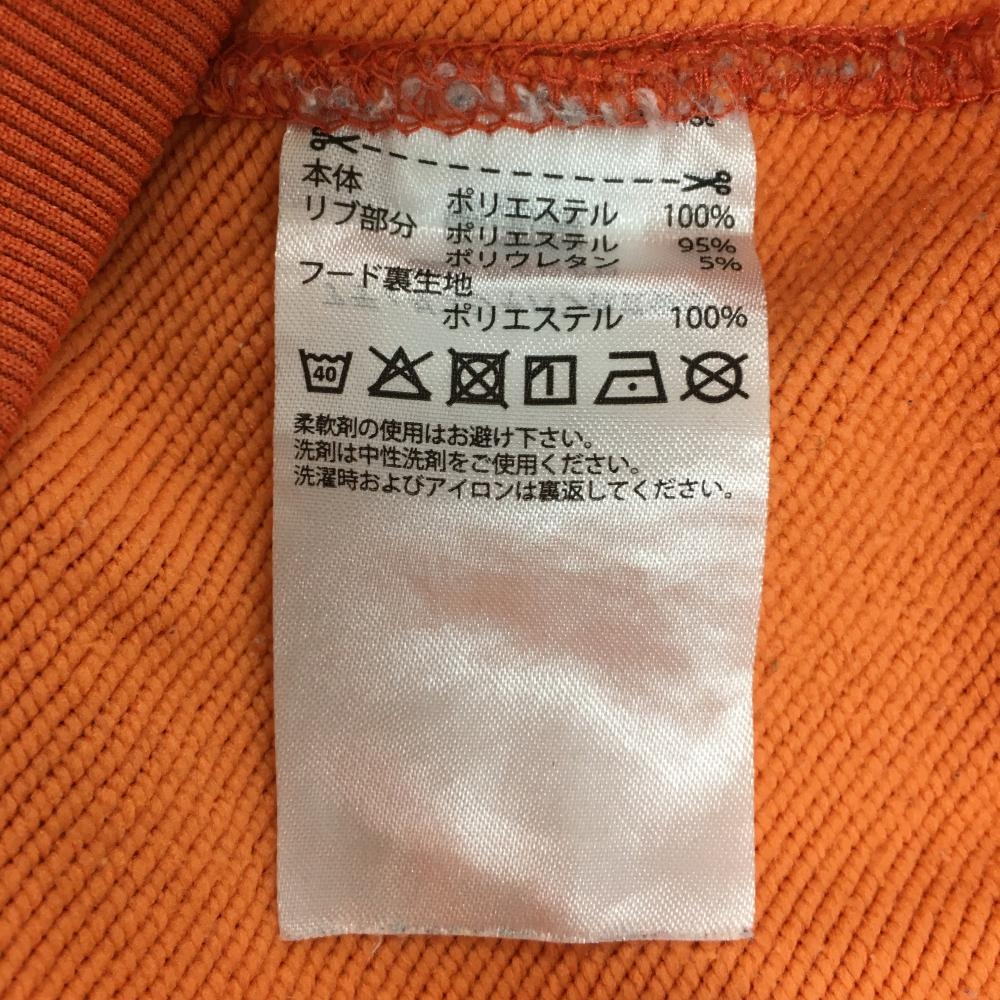 本体 ポリエステル 100%
リブ部分 ポリエステル 95%
ポリウレタン 5%
フード裏生地
ポリエステル 100%
40
柔軟剤の使用はお避け下さい。
洗剤は中性洗剤をご使用ください。
洗濯時およびアイロンは裏返してください。